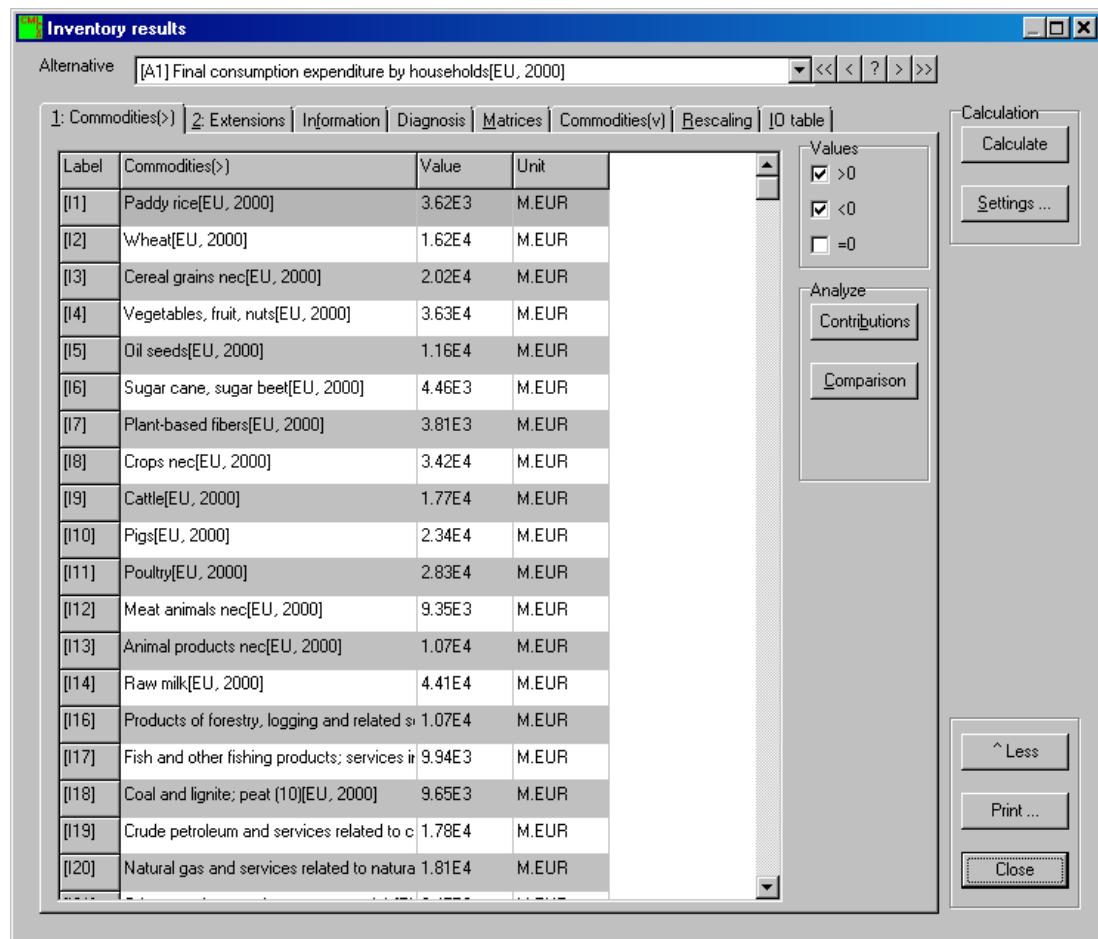 CML
Inventory results
Alternative [A1] Final consumption expenditure by households[EU, 2000] << < ? > >>
1: Commodities(>) 2: Extensions Information Diagnosis Matrices Commodities(v) Rescaling IO table
Calculation
Calculate
Settings ...
Values
>0
<0
=0
Analyze
Contributions
Comparison
Label Commodities(>) Value Unit
[I1] Paddy rice[EU, 2000] 3.62E3 M.EUR
[I2] Wheat[EU, 2000] 1.62E4 M.EUR
[I3] Cereal grains nec[EU, 2000] 2.02E4 M.EUR
[I4] Vegetables, fruit, nuts[EU, 2000] 3.63E4 M.EUR
[I5] Oil seeds[EU, 2000] 1.16E4 M.EUR
[I6] Sugar cane, sugar beet[EU, 2000] 4.46E3 M.EUR
[I7] Plant-based fibers[EU, 2000] 3.81E3 M.EUR
[I8] Crops nec[EU, 2000] 3.42E4 M.EUR
[I9] Cattle[EU, 2000] 1.77E4 M.EUR
[I10] Pigs[EU, 2000] 2.34E4 M.EUR
[I11] Poultry[EU, 2000] 2.83E4 M.EUR
[I12] Meat animals nec[EU, 2000] 9.35E3 M.EUR
[I13] Animal products nec[EU, 2000] 1.07E4 M.EUR
[I14] Raw milk[EU, 2000] 4.41E4 M.EUR
[I16] Products of forestry, logging and related s 1.07E4 M.EUR
[I17] Fish and other fishing products; services i 9.94E3 M.EUR
[I18] Coal and lignite; peat (10)[EU, 2000] 9.65E3 M.EUR
[I19] Crude petroleum and services related to c 1.78E4 M.EUR
[I20] Natural gas and services related to natura 1.81E4 M.EUR
^ Less
Print ...
Close